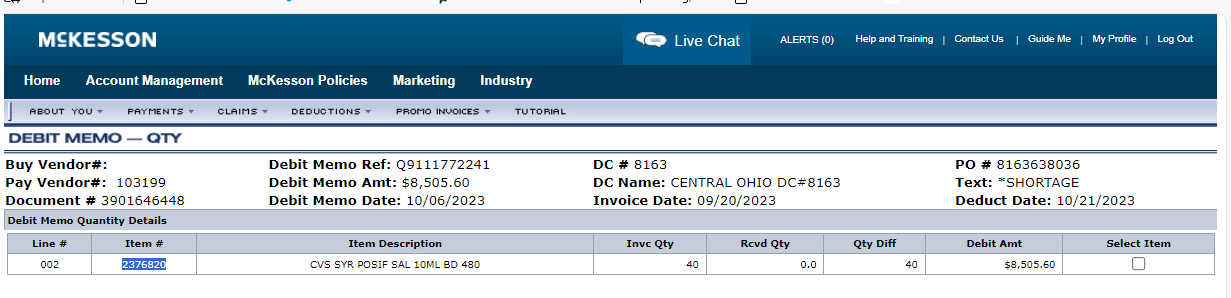 MCKESSON
Live Chat
ALERTS (0) Help and Training | Contact Us | Guide Me | My Profile | Log Out
Home Account Management McKesson Policies Marketing Industry
ABOUT YOU PAYMENTS CLAIMS DEDUCTIONS PROMO INVOICES TUTORIAL
DEBIT MEMO — QTY
Buy Vendor#: Debit Memo Ref: Q9111772241 DC # 8163 PO # 8163638036
Pay Vendor#: 103199 Debit Memo Amt: $8,505.60 DC Name: CENTRAL OHIO DC#8163 Text: *SHORTAGE
Document # 3901646448 Debit Memo Date: 10/06/2023 Invoice Date: 09/20/2023 Deduct Date: 10/21/2023
Debit Memo Quantity Details
Line # Item # Item Description Invc Qty Rcvd Qty Qty Diff Debit Amt Select Item
002 2376820 CVS SYR POSIF SAL 10ML BD 480 40 0.0 40 $8,505.60